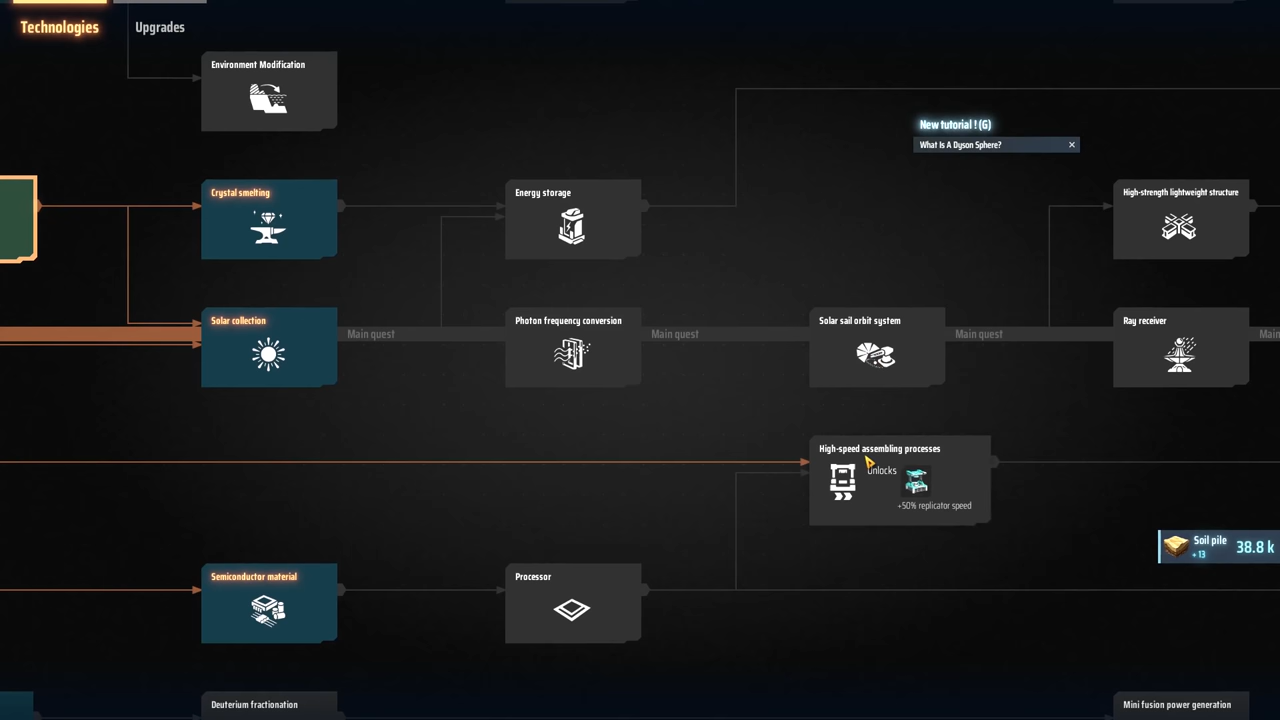 Technologies
Upgrades
Environment Modification
New tutorial ! (G)
What Is A Dyson Sphere?
Crystal smelting
Energy storage
High-strength lightweight structure
Solar collection
Main quest
Photon frequency conversion
Main quest
Solar sail orbit system
Main quest
Ray receiver
Main
High-speed assembling processes
Unlocks
+50% replicator speed
Soil pile
+ 13
38.8 k
Semiconductor material
Processor
Deuterium fractionation
Mini fusion power generation